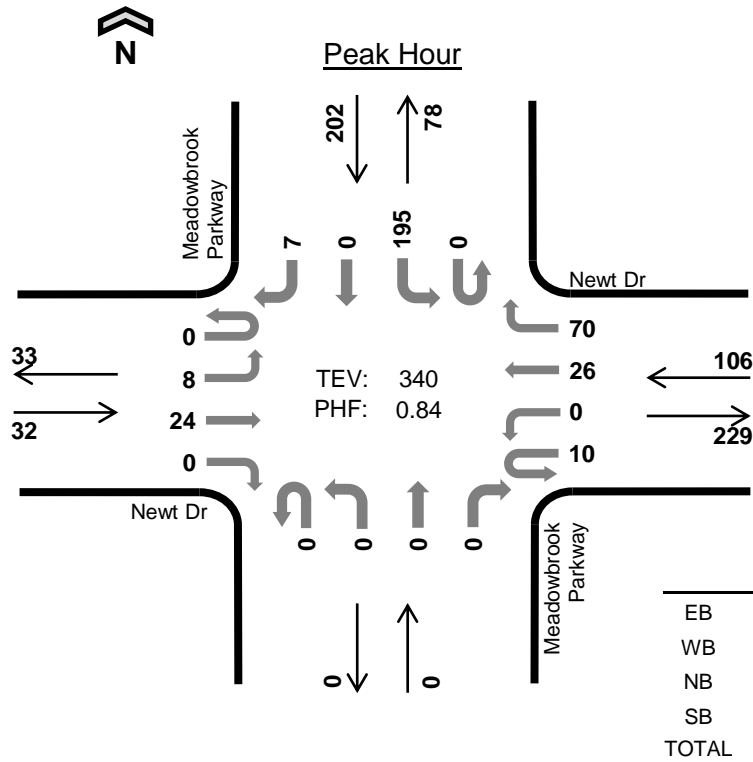 N
Peak Hour
202
78
Meadowbrook
Parkway
7
0
195
0
Newt Dr
0
70
33
8
TEV: 340
26
106
32
24
PHF: 0.84
0
229
0
10
Newt Dr
0
0
0
0
Meadowbrook
Parkway
0
0
EB
WB
NB
SB
TOTAL